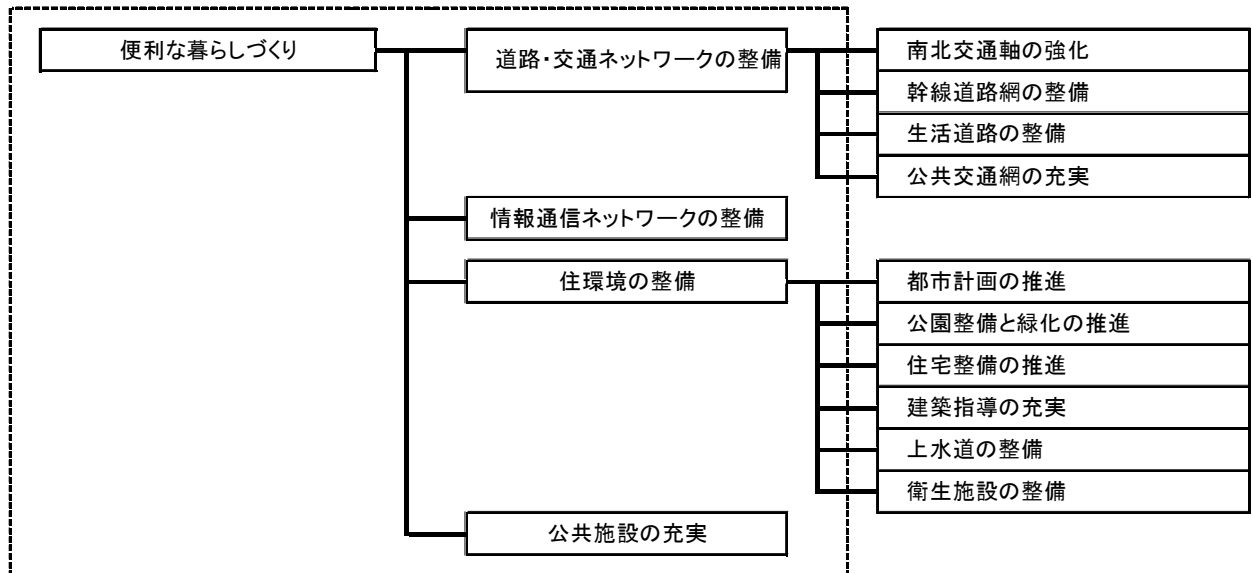 便利な暮らしづくり
道路・交通ネットワークの整備
南北交通軸の強化
幹線道路網の整備
生活道路の整備
公共交通網の充実
情報通信ネットワークの整備
住環境の整備
都市計画の推進
公園整備と緑化の推進
住宅整備の推進
建築指導の充実
上水道の整備
衛生施設の整備
公共施設の充実